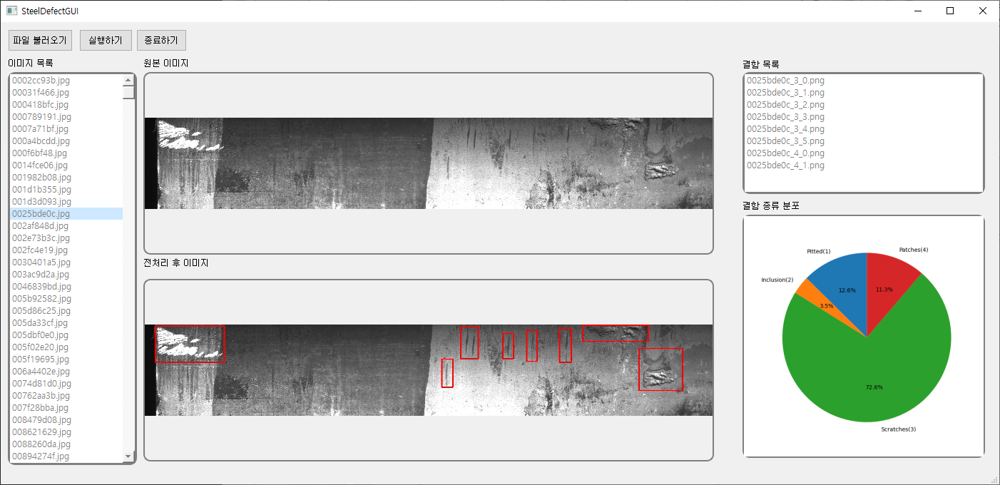 SteelDefectGUI
파일 불러오기
실행하기
종료하기
이미지 목록
0002cc93b.jpg
00031f466.jpg
000418bfc.jpg
000789191.jpg
0007a71bf.jpg
000a4bcdd.jpg
000f6bf48.jpg
0014fce06.jpg
001982b08.jpg
001d1b355.jpg
001d3d093.jpg
0025bde0c.jpg
002af848d.jpg
002e73b3c.jpg
002fc4e19.jpg
0030401a5.jpg
003ac9d2a.jpg
0046839bd.jpg
005b92582.jpg
005d86c25.jpg
005da33cf.jpg
005dbf0e0.jpg
005f02e20.jpg
005f19695.jpg
006a4402e.jpg
0074d81d0.jpg
00762aa3b.jpg
007f28bba.jpg
008479d08.jpg
008621629.jpg
0088260da.jpg
00894274f.jpg
원본 이미지
전처리 후 이미지
결함 목록
0025bde0c_3_0.png
0025bde0c_3_1.png
0025bde0c_3_2.png
0025bde0c_3_3.png
0025bde0c_3_4.png
0025bde0c_3_5.png
0025bde0c_4_0.png
0025bde0c_4_1.png
결함 종류 분포
Pitted(1)
Patches(4)
Inclusion(2)
12.6%
11.3%
3.5%
72.6%
Scratches(3)